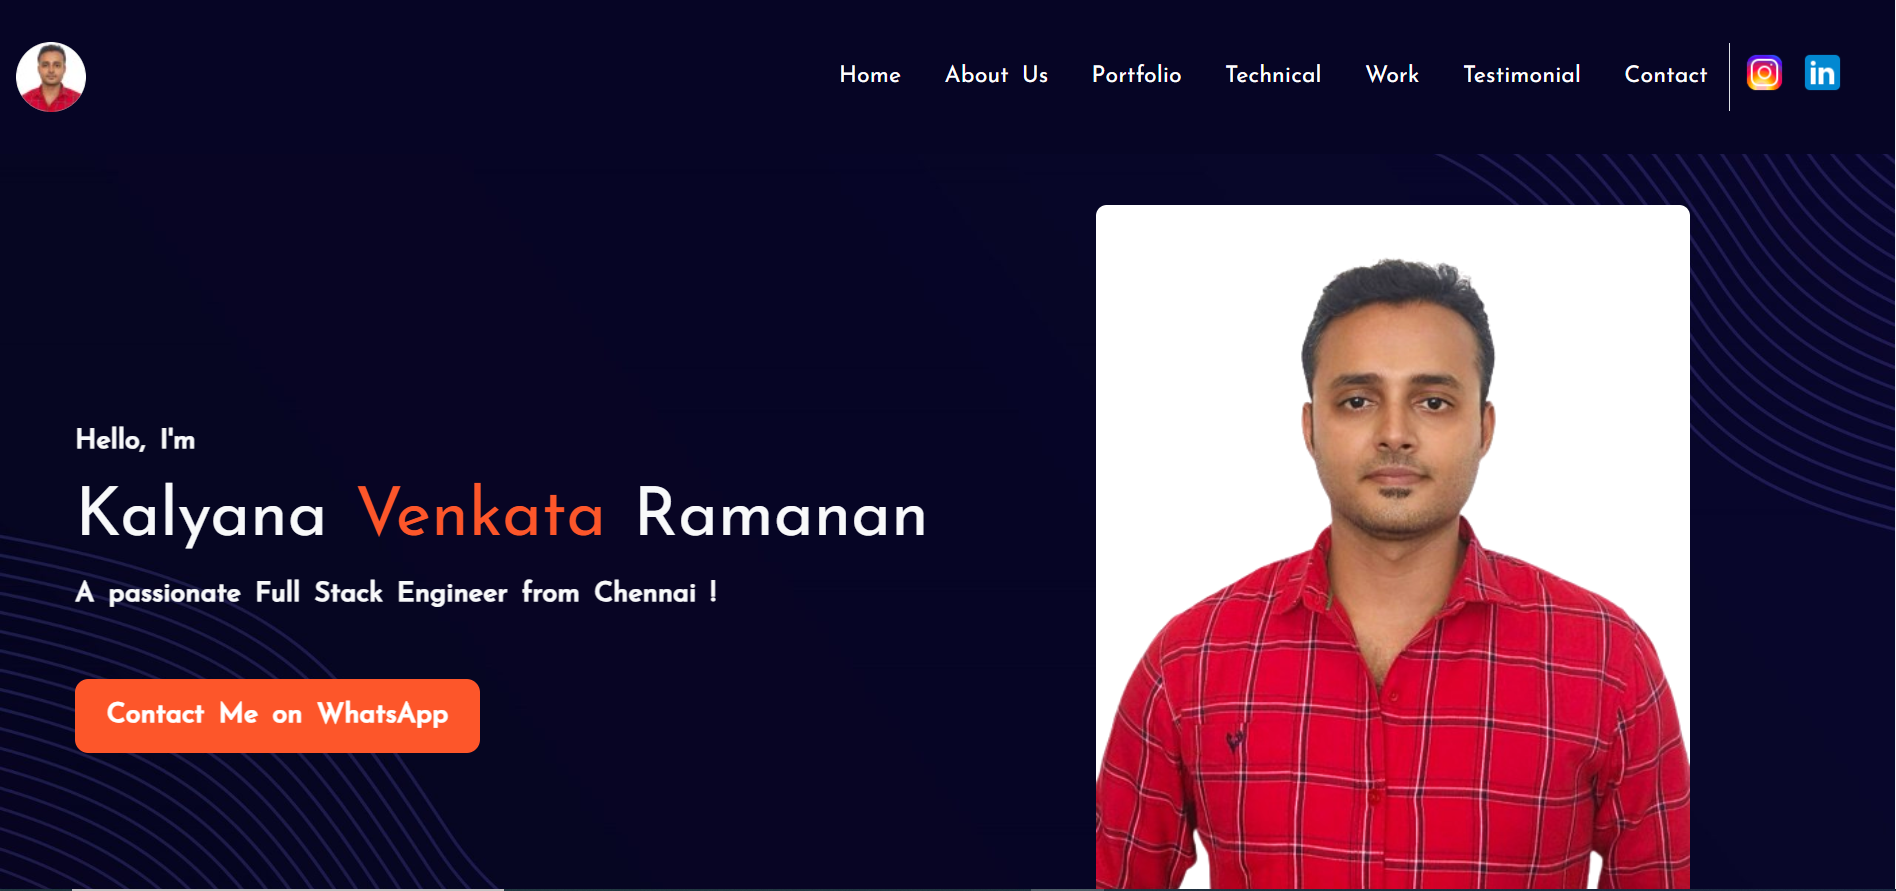 Home About Us Portfolio Technical Work Testimonial Contact
in
Hello, I'm
Kalyana Venkata Ramanan
A passionate Full Stack Engineer from Chennai !
Contact Me on WhatsApp